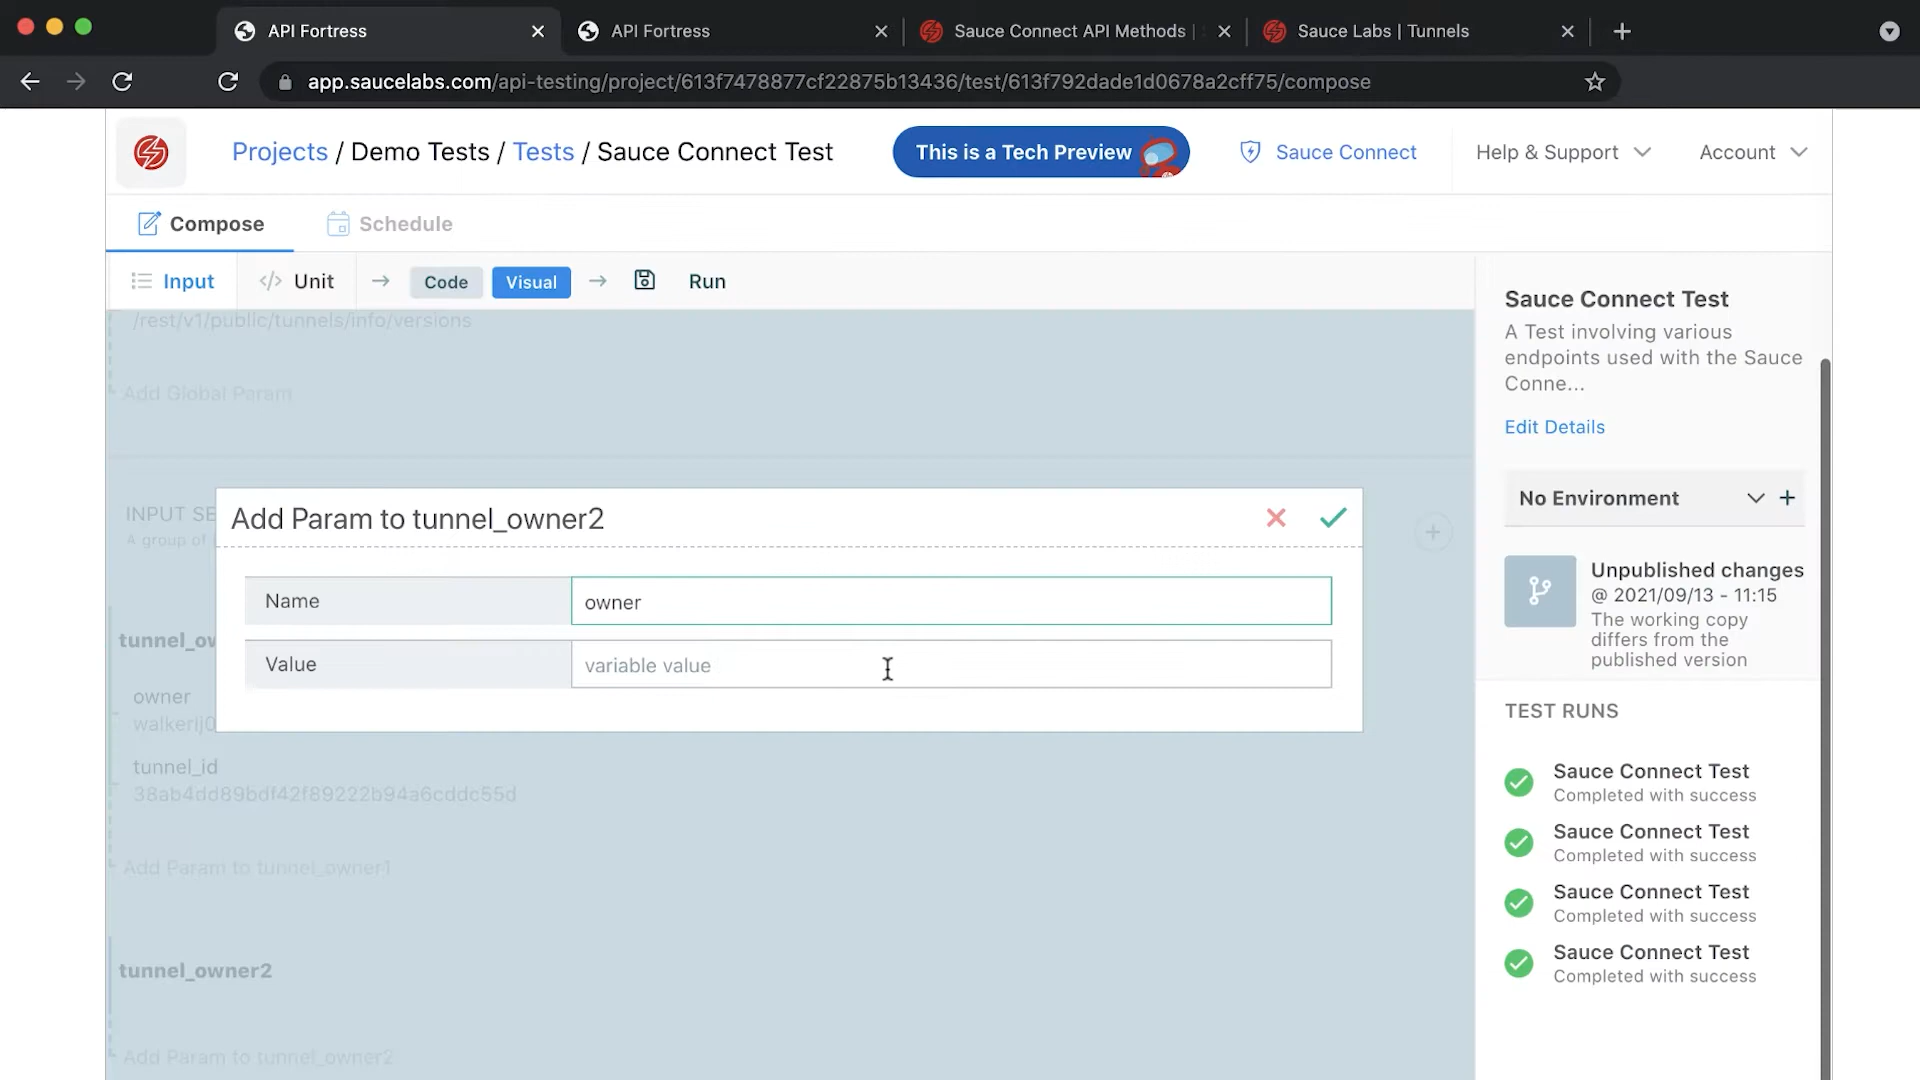 API Fortress
API Fortress
Sauce Connect API Methods |
Sauce Labs | Tunnels
app.saucelabs.com/api-testing/project/613f7478877cf22875b13436/test/613f792dade1d0678a2cff75/compose
Projects / Demo Tests / Tests / Sauce Connect Test
This is a Tech Preview
Sauce Connect
Help & Support
Account
Compose
Schedule
Input
Unit
Code
Visual
Run
/rest/v1/public/tunnels/info/versions
Add Global Param
INPUT SE
A group of
Add Param to tunnel_owner2
Name
owner
Value
variable value
tunnel_ow
owner
walkerlj0
tunnel_id
38ab4dd89bdf42f89222b94a6cddc55d
Add Param to tunnel_owner1
tunnel_owner2
Add Param to tunnel_owner2
Sauce Connect Test
A Test involving various
endpoints used with the Sauce
Conne...
Edit Details
No Environment
Unpublished changes
@ 2021/09/13 - 11:15
The working copy
differs from the
published version
TEST RUNS
Sauce Connect Test
Completed with success
Sauce Connect Test
Completed with success
Sauce Connect Test
Completed with success
Sauce Connect Test
Completed with success